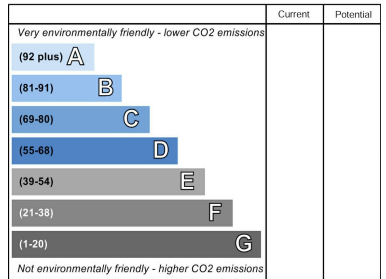 Current Potential
Very environmentally friendly - lower CO2 emissions
(92 plus) A
(81-91) B
(69-80) C
(55-68) D
(39-54) E
(21-38) F
(1-20) G
Not environmentally friendly - higher CO2 emissions